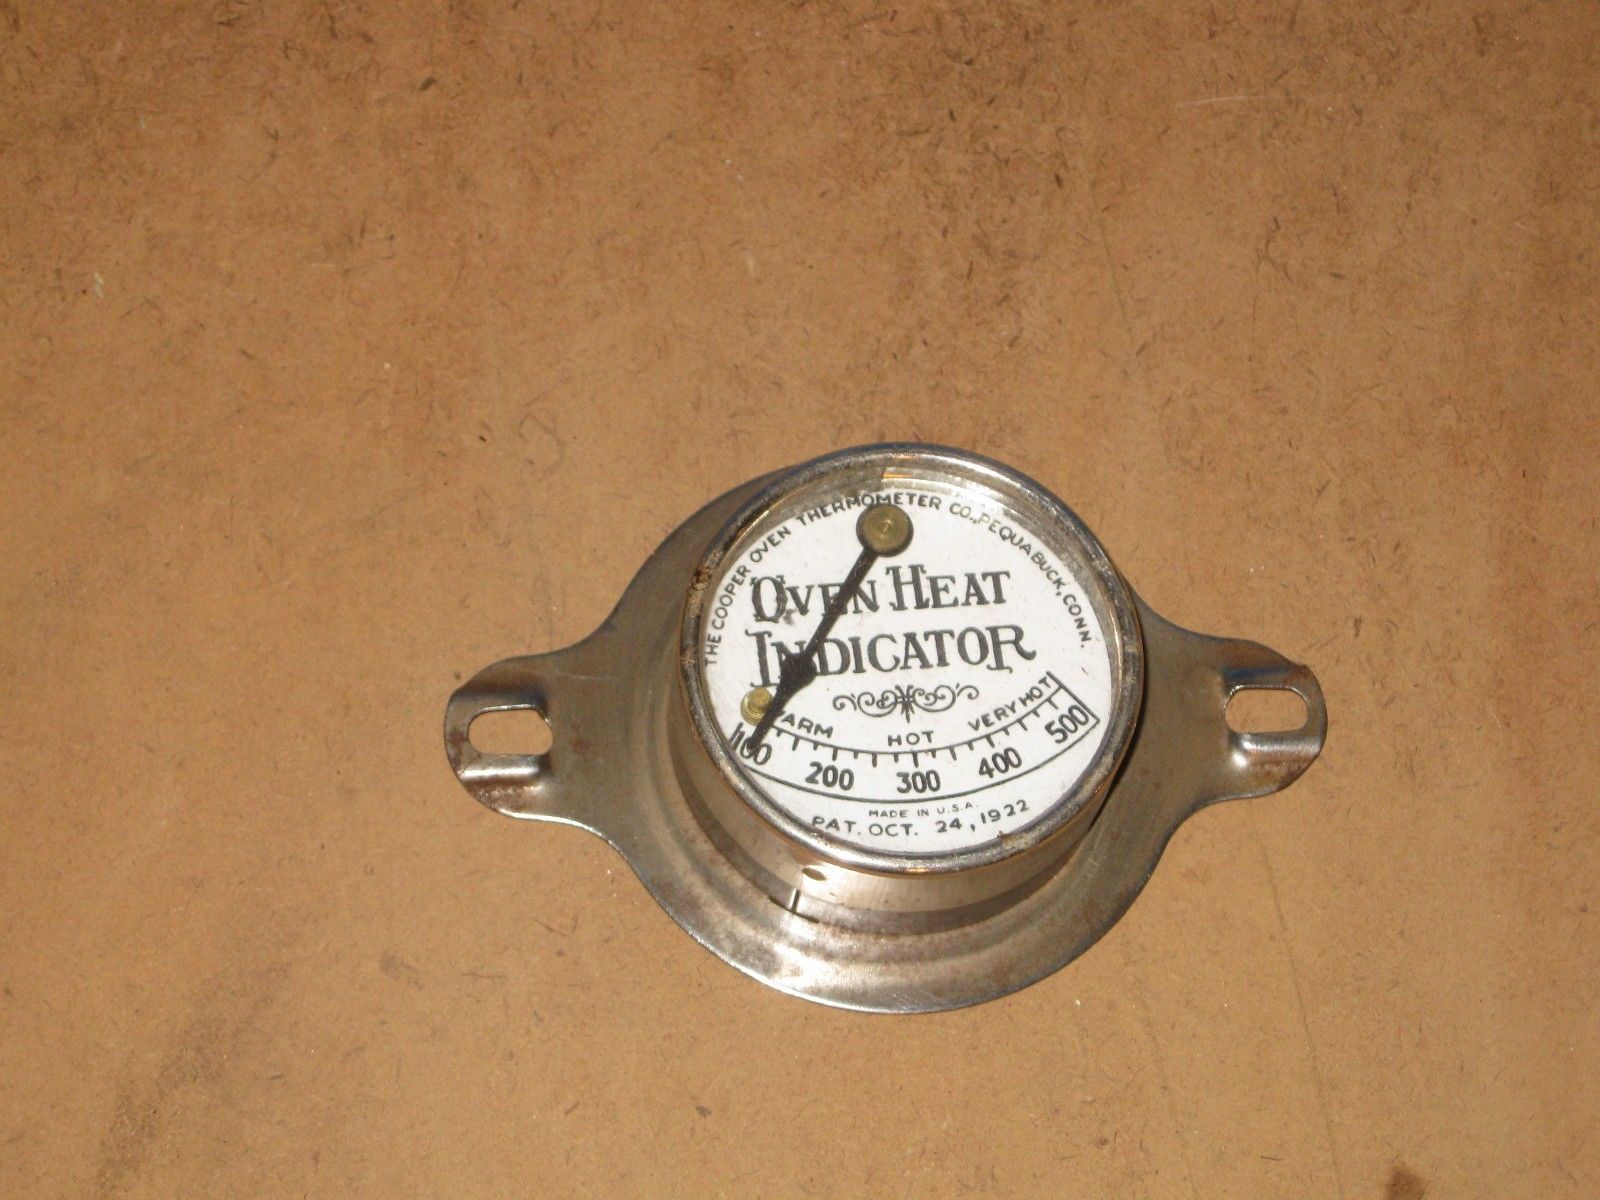 THE COOPER OVEN THERMOMETER CO., PEQUABUCK, CONN.
OVEN HEAT
INDICATOR
WARM HOT VERY HOT
100 200 300 400 500
MADE IN U.S.A.
PAT. OCT. 24, 1922